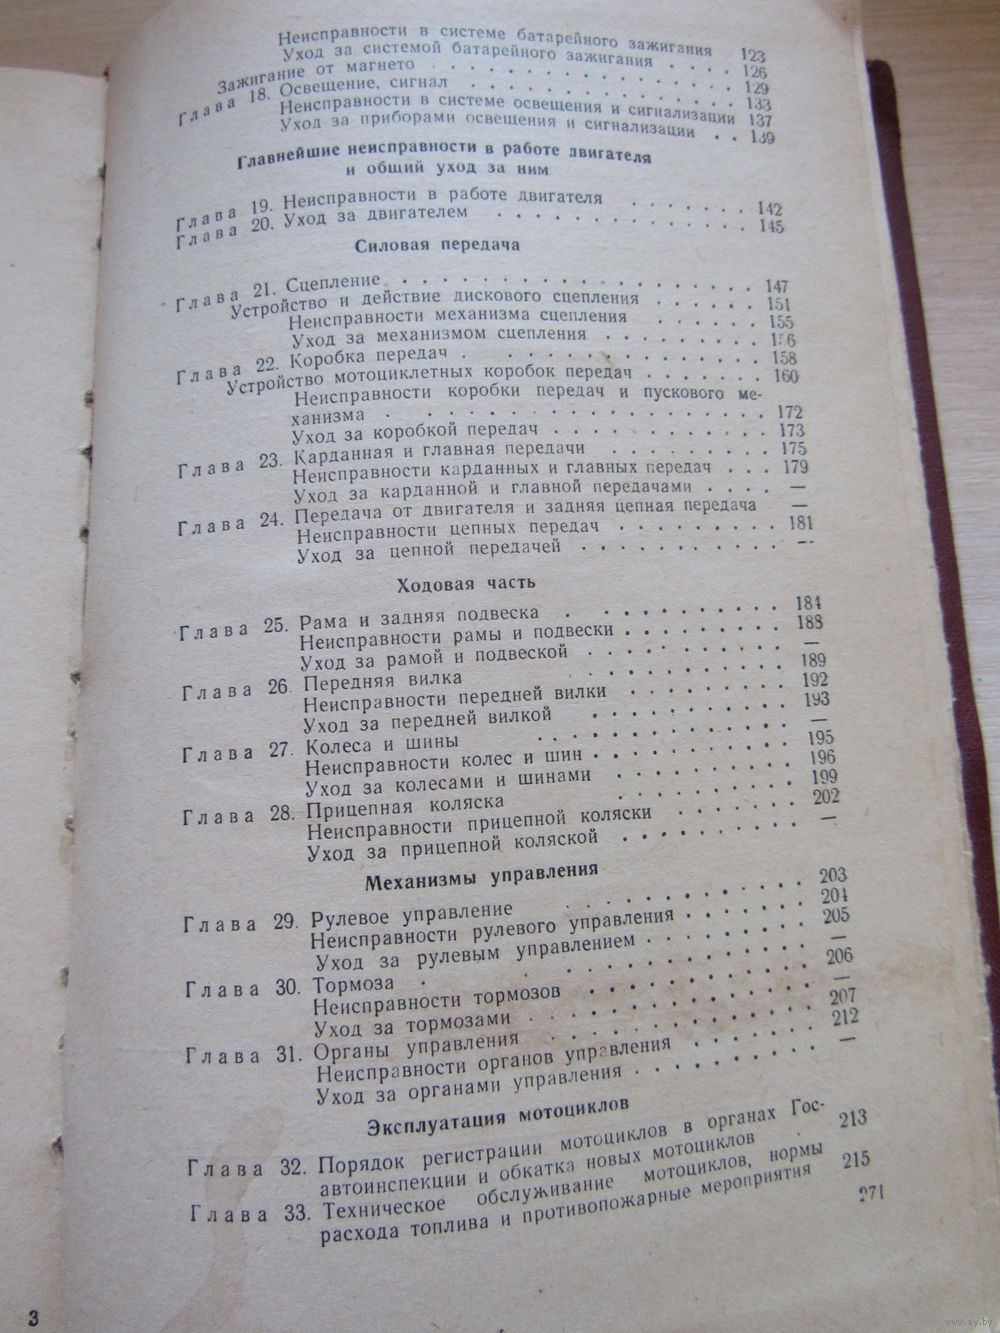 Неисправности в системе батарейного зажигания 123
Уход за системой батарейного зажигания . . . . 126
Зажигание от магнето . . . . . . . . . . . . . 129
Глава 18. Освещение, сигнал . . . . . . . . . . . . . 133
Неисправности в системе освещения и сигнализации 137
Уход за приборами освещения и сигнализации . . 139
Главнейшие неисправности в работе двигателя
и общий уход за ним
Глава 19. Неисправности в работе двигателя . . . . . . . 142
Глава 20. Уход за двигателем . . . . . . . . . . . . . 145
Силовая передача
Глава 21. Сцепление . . . . . . . . . . . . . . . . 147
Устройство и действие дискового сцепления . . . . . . 151
Неисправности механизма сцепления . . . . . . 155
Уход за механизмом сцепления . . . . . . . . . 156
Глава 22. Коробка передач . . . . . . . . . . . . . . 158
Устройство мотоциклетных коробок передач . . . . . . . 160
Неисправности коробки передач и пускового ме-
ханизма . . . . . . . . . . . . . . . . . . 172
Уход за коробкой передач . . . . . . . . . . . 173
Глава 23. Карданная и главная передачи . . . . . . . . 175
Неисправности карданных и главных передач . . . 179
Уход за карданной и главной передачами . . . . —
Глава 24. Передача от двигателя и задняя цепная передача —
Неисправности цепных передач . . . . . . . . . 181
Уход за цепной передачей . . . . . . . . . . . —
Ходовая часть
Глава 25. Рама и задняя подвеска . . . . . . . . . . . 184
Неисправности рамы и подвески . . . . . . . . . 188
Уход за рамой и подвеской . . . . . . . . . . . —
Глава 26. Передняя вилка . . . . . . . . . . . 189
Неисправности передней вилки . . . . . . . . . 192
Уход за передней вилкой . . . . . . . . . . 193
Глава 27. Колеса и шины . . . . . . . . . . . . . —
Неисправности колес и шин . . . . . . . . . . . 195
Уход за колесами и шинами . . . . . . . . . . 196
Глава 28. Прицепная коляска . . . . . . . . . . 199
Неисправности прицепной коляски . . . . . . . 202
Уход за прицепной коляской . . . . . . . . . —
Механизмы управления
Глава 29. Рулевое управление . . . . . . . . . . . . . 203
Неисправности рулевого управления . . . . . . . 204
Уход за рулевым управлением . . . . . . . . . 205
Глава 30. Тормоза . . . . . . . . . . . . . . —
Неисправности тормозов . . . . . . . . . . . . 206
Уход за тормозами . . . . . . . . . . . . . . —
Глава 31. Органы управления . . . . . . . . . . . . . 207
Неисправности органов управления . . . . . . . 212
Уход за органами управления . . . . . . . . . . —
Эксплуатация мотоциклов
Глава 32. Порядок регистрации мотоциклов в органах Гос-
автоинспекции и обкатка новых мотоциклов . 213
Глава 33. Техническое обслуживание мотоциклов, нормы
расхода топлива и противопожарные мероприятия 215
271
3
www.ay.by